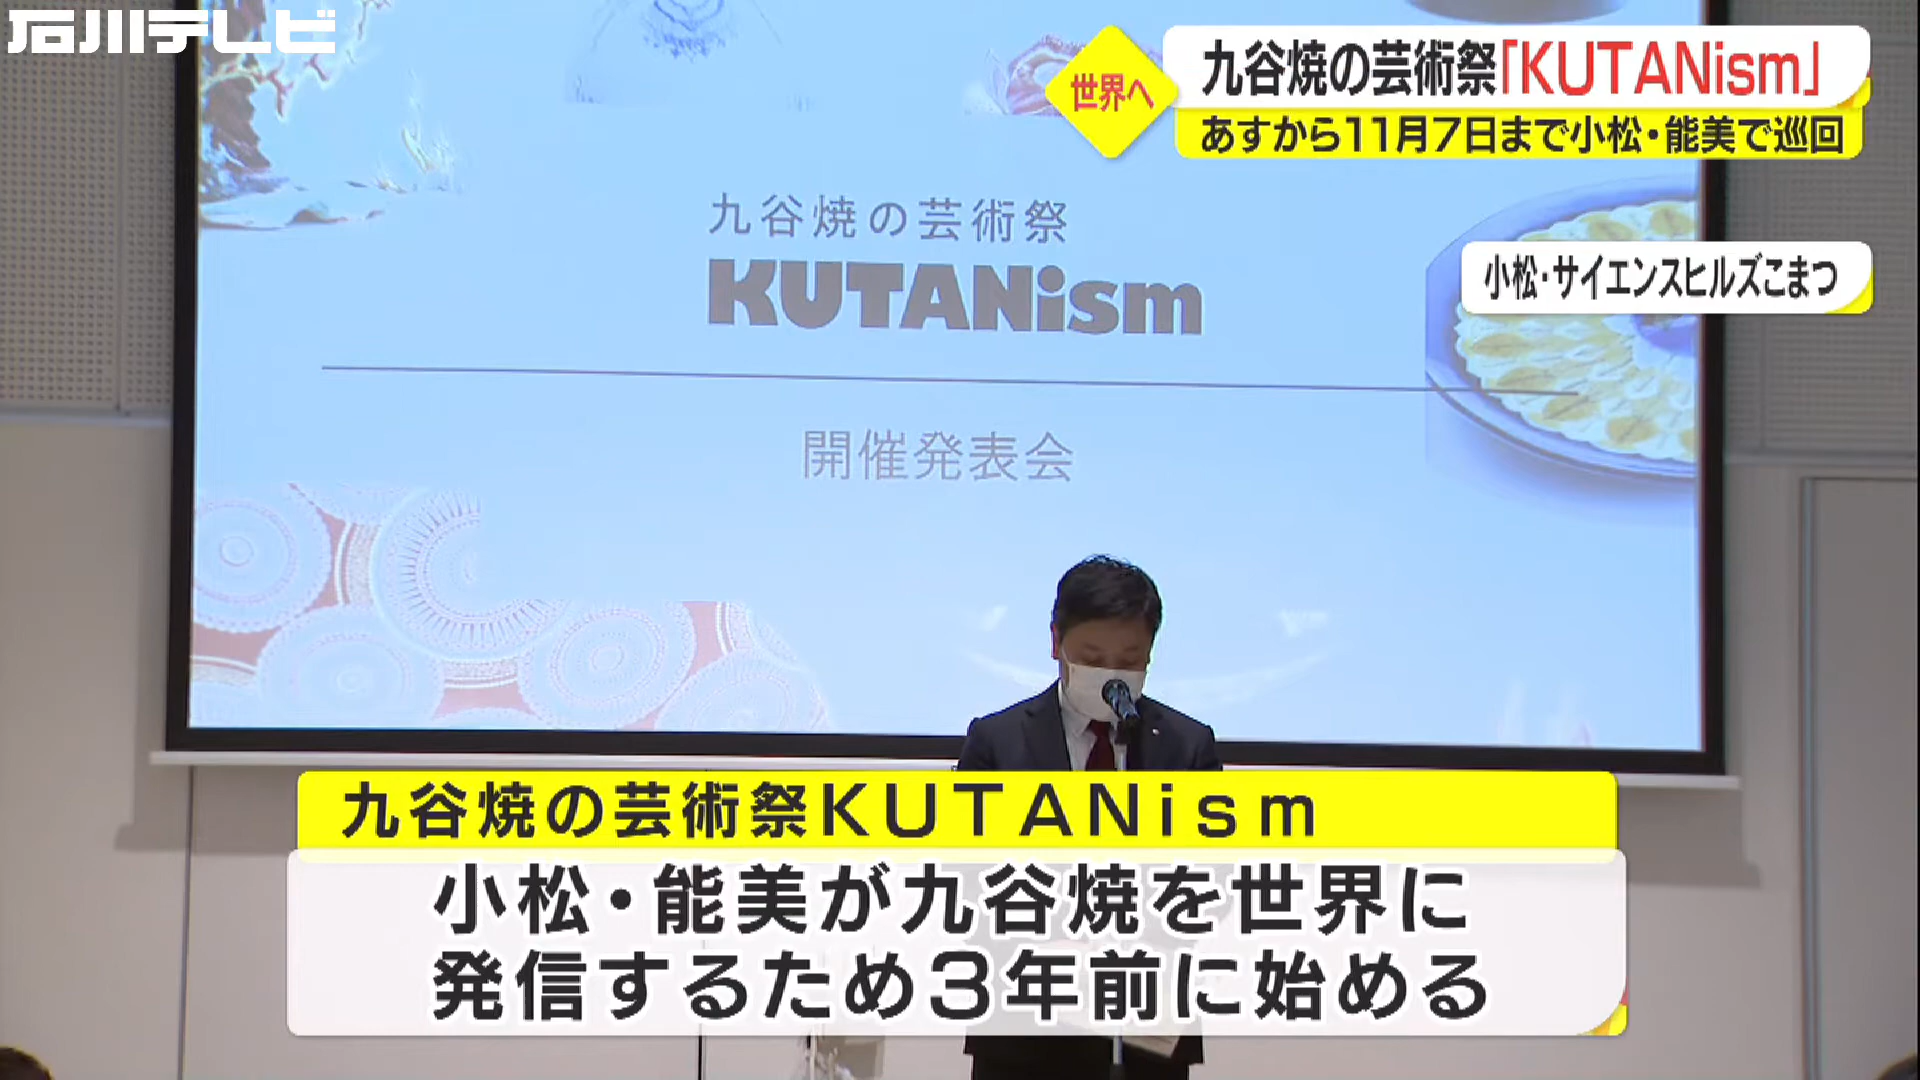 石川テレビ
世界へ
九谷焼の芸術祭「KUTANism」
あすから11月7日まで小松・能美で巡回
小松・サイエンスヒルズこまつ
九谷焼の芸術祭
KUTANism
開催発表会
九谷焼の芸術祭KUTANism
小松・能美が九谷焼を世界に
発信するため3年前に始める